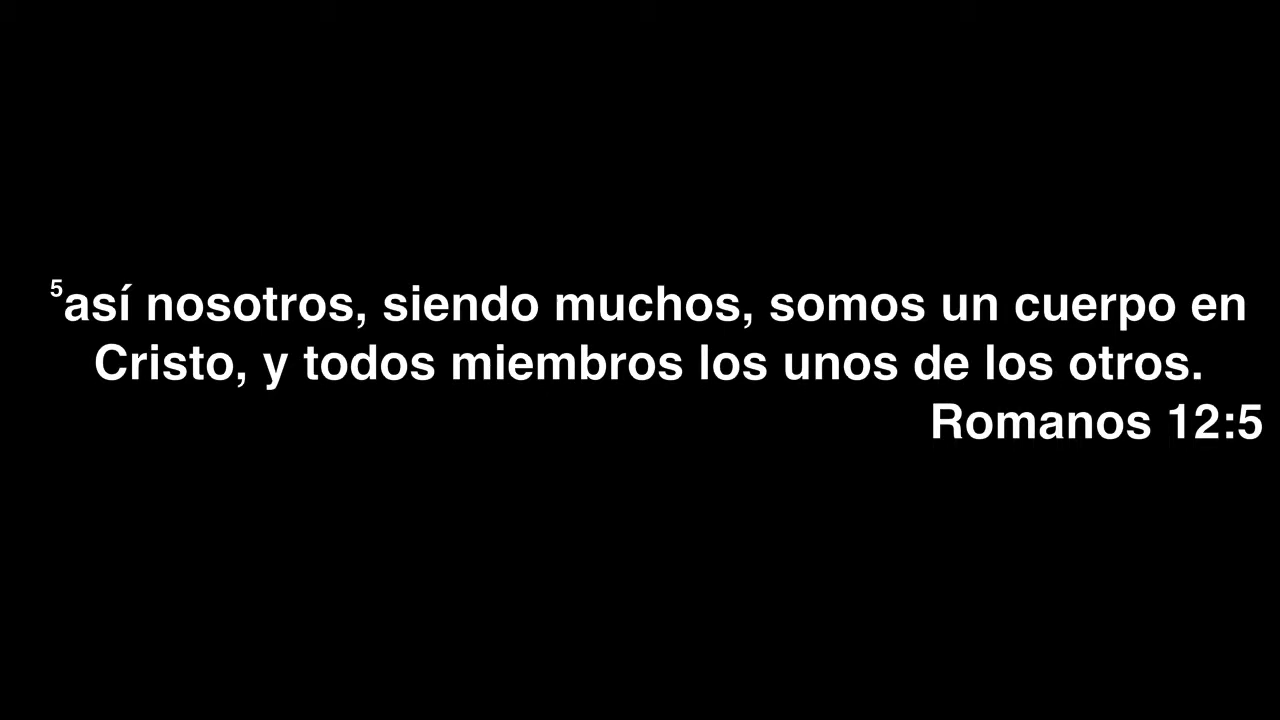 ⁵así nosotros, siendo muchos, somos un cuerpo en
Cristo, y todos miembros los unos de los otros.
Romanos 12:5